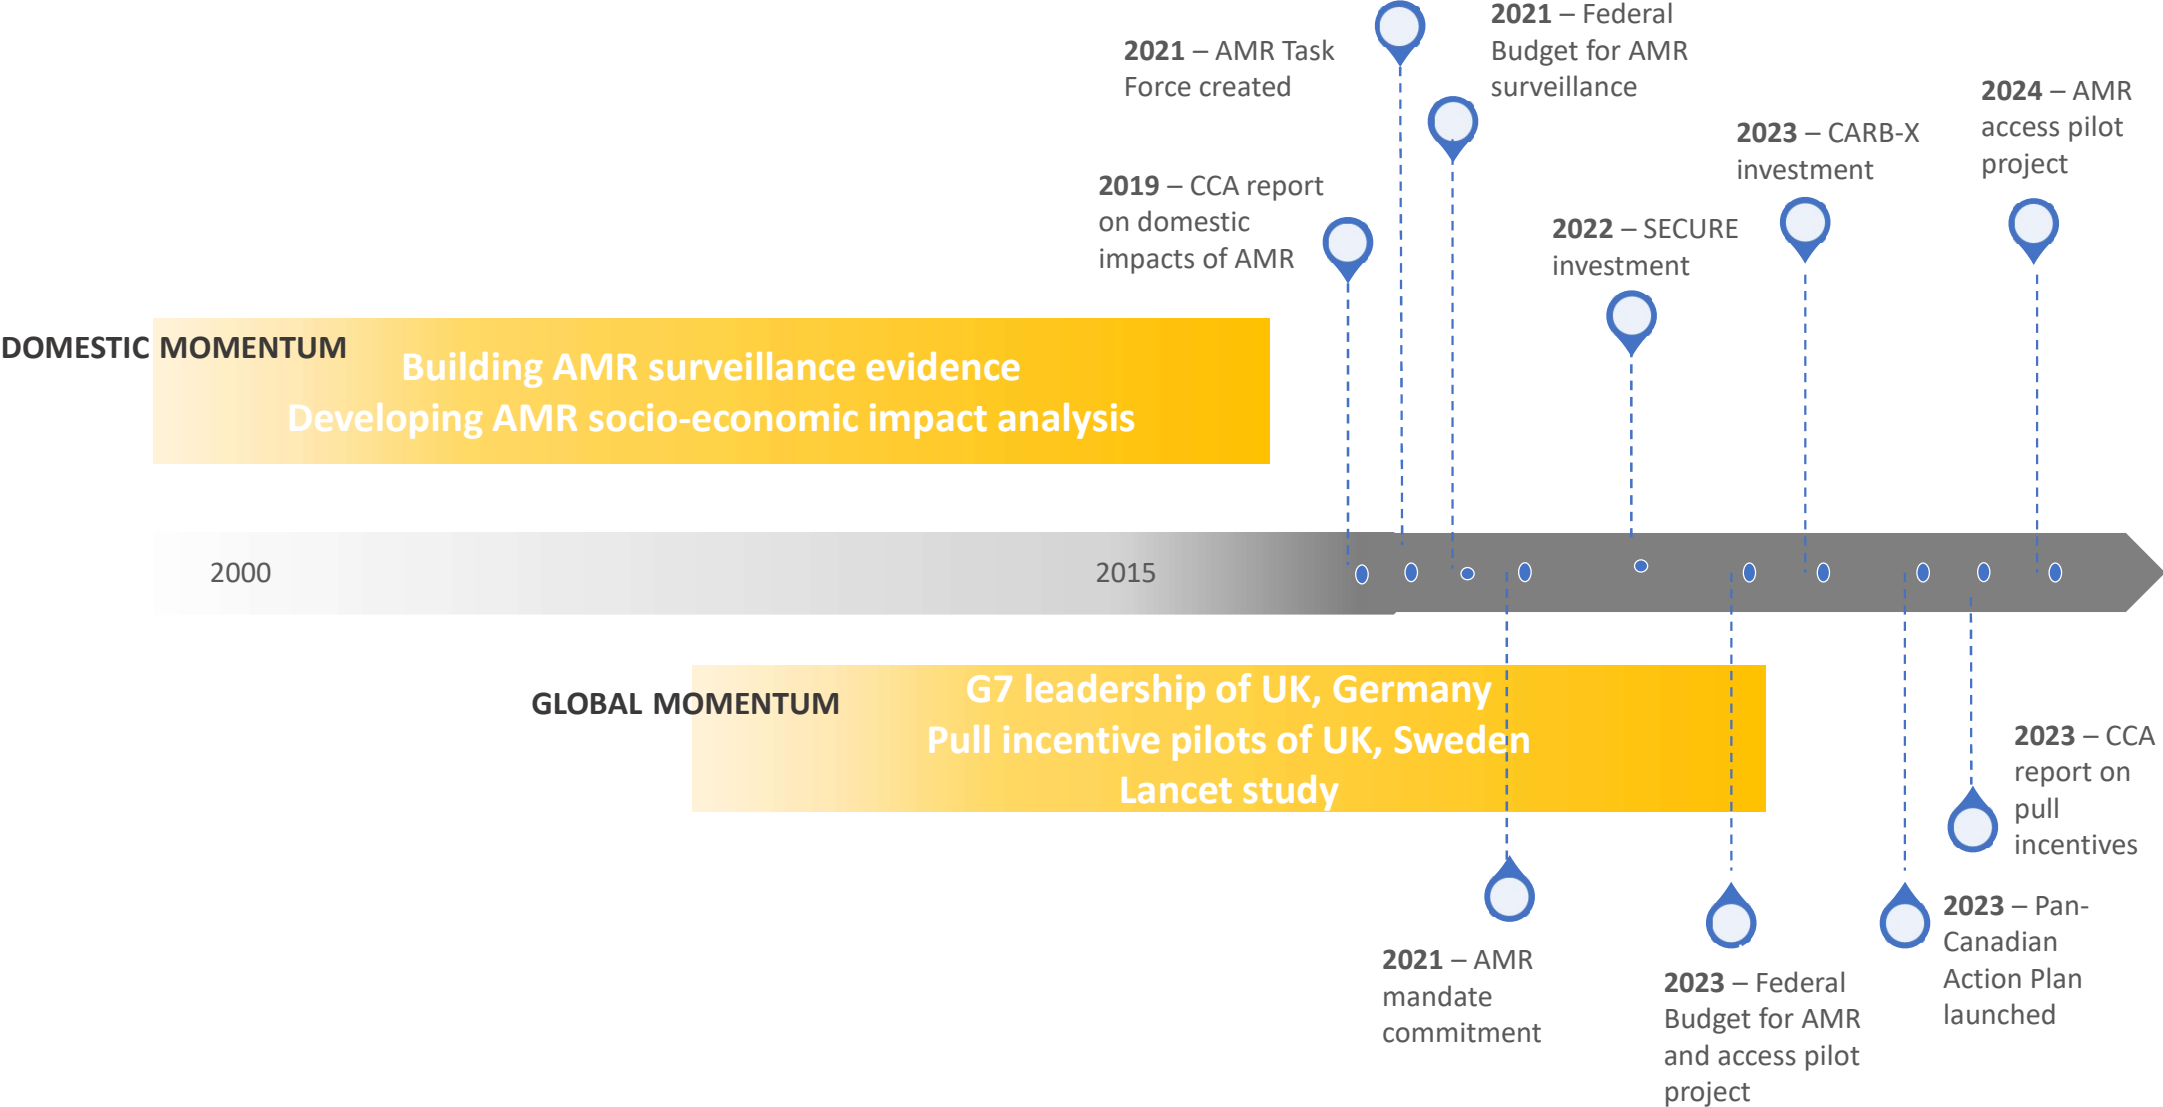 2021 – AMR Task
Force created
2021 – Federal
Budget for AMR
surveillance
2019 – CCA report
on domestic
impacts of AMR
2022 – SECURE
investment
2023 – CARB-X
investment
2024 – AMR
access pilot
project
DOMESTIC MOMENTUM
Building AMR surveillance evidence
Developing AMR socio-economic impact analysis
2000
2015
GLOBAL MOMENTUM
G7 leadership of UK, Germany
Pull incentive pilots of UK, Sweden
Lancet study
2021 – AMR
mandate
commitment
2023 – Federal
Budget for AMR
and access pilot
project
2023 – Pan-
Canadian
Action Plan
launched
2023 – CCA
report on
pull
incentives